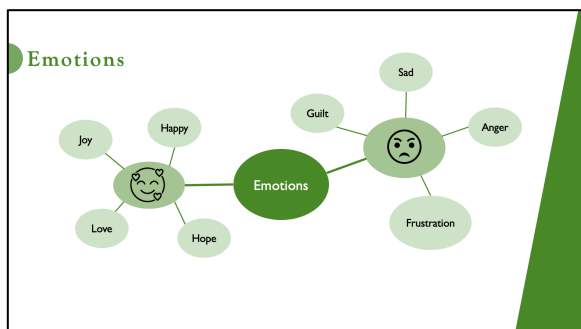 Emotions
Sad
Guilt
Anger
Happy
Joy
Emotions
Love
Frustration
Hope